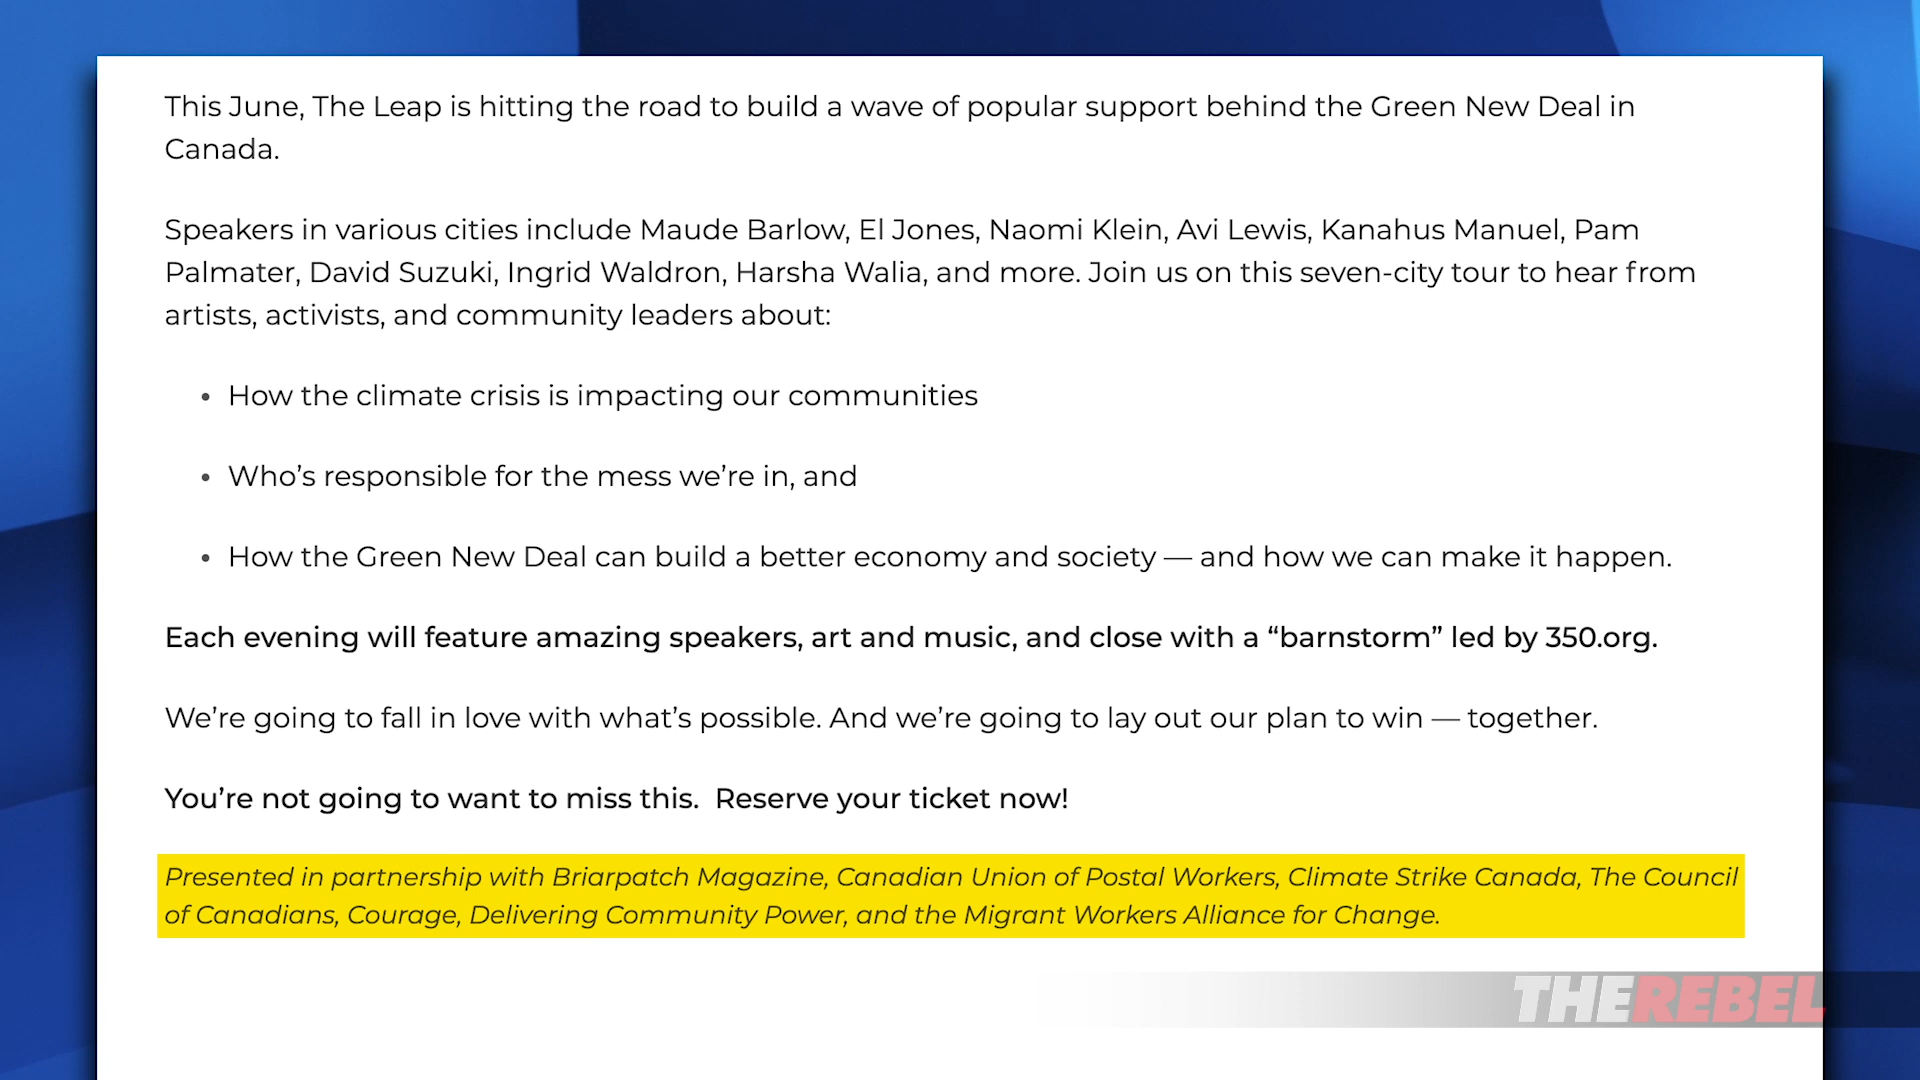 This June, The Leap is hitting the road to build a wave of popular support behind the Green New Deal in
Canada.
Speakers in various cities include Maude Barlow, El Jones, Naomi Klein, Avi Lewis, Kanahus Manuel, Pam
Palmater, David Suzuki, Ingrid Waldron, Harsha Walia, and more. Join us on this seven-city tour to hear from
artists, activists, and community leaders about:
• How the climate crisis is impacting our communities
• Who’s responsible for the mess we’re in, and
• How the Green New Deal can build a better economy and society — and how we can make it happen.
Each evening will feature amazing speakers, art and music, and close with a “barnstorm” led by 350.org.
We’re going to fall in love with what’s possible. And we’re going to lay out our plan to win — together.
You’re not going to want to miss this.  Reserve your ticket now!
Presented in partnership with Briarpatch Magazine, Canadian Union of Postal Workers, Climate Strike Canada, The Council
of Canadians, Courage, Delivering Community Power, and the Migrant Workers Alliance for Change.
THEREBEL